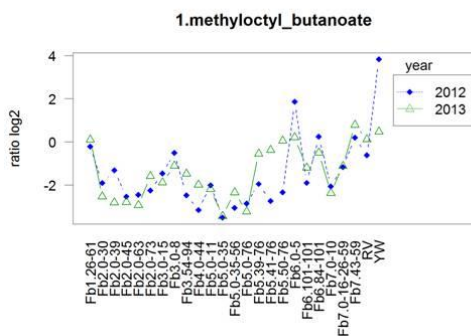 1.methyloctyl_butanoate
ratio log2
4
2
0
-2
year
2012
2013
Fb1.26-61
Fb2.0-30
Fb2.0-39
Fb2.0-45
Fb2.0-63
Fb2.0-73
Fb3.0-15
Fb3.0-8
Fb3.54-94
Fb4.0-44
Fb5.0-11
Fb5.0-35
Fb5.0-35-56
Fb5.0-76
Fb5.39-76
Fb5.41-76
Fb5.50-76
Fb6.0-5
Fb6.101-101
Fb6.84-101
Fb7.0-10
Fb7.0-16-26-59
Fb7.43-59
RV
YW